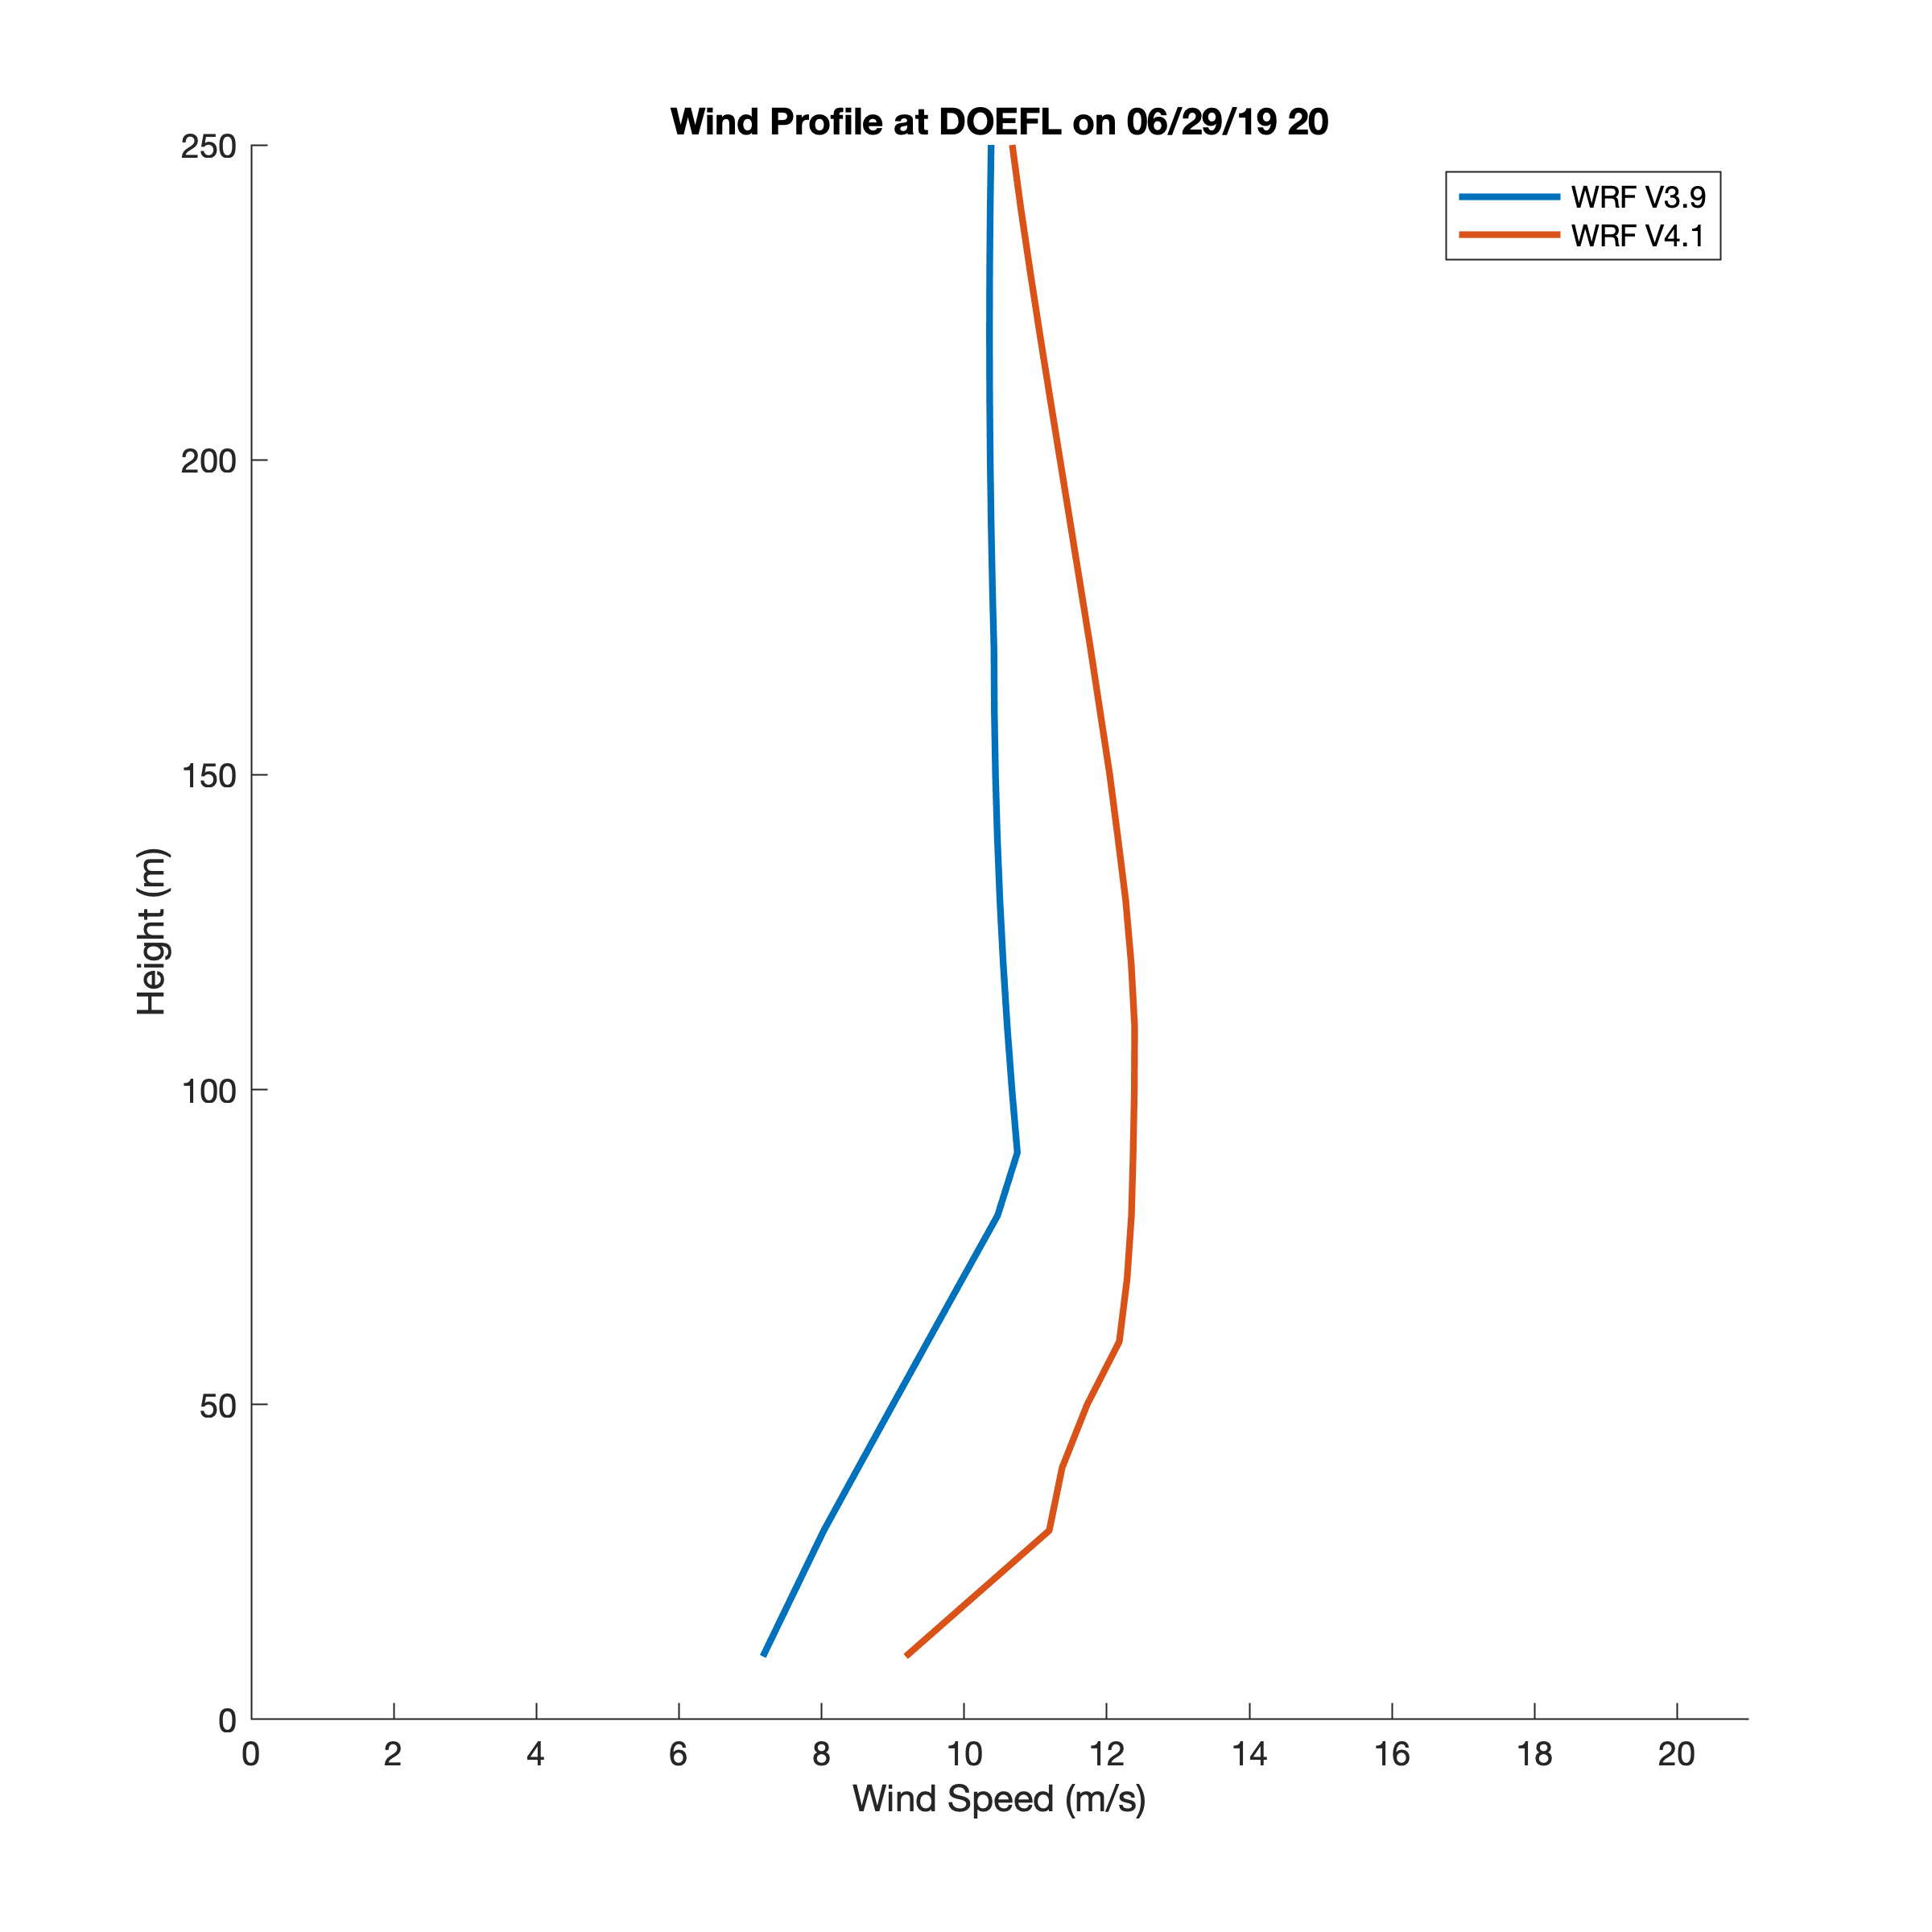 Wind Profile at DOEFL on 06/29/19 20
WRF V3.9
WRF V4.1
250
200
150
100
50
0
Height (m)
0 2 4 6 8 10 12 14 16 18 20
Wind Speed (m/s)